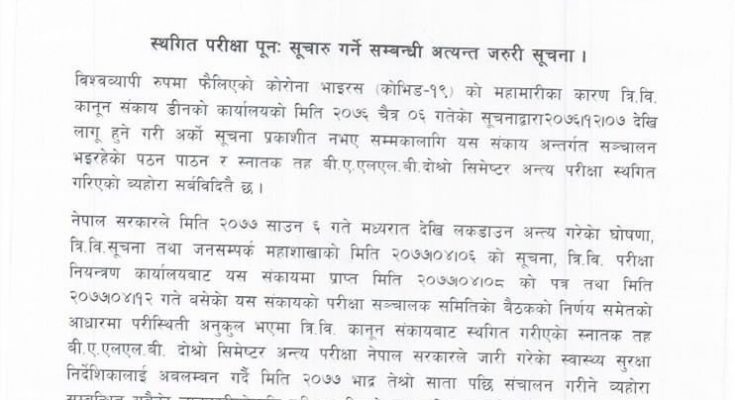 स्थगित परीक्षा पूनः सूचारु गर्ने सम्बन्धी अत्यन्त जरुरी सूचना ।
विश्वव्यापी रुपमा फैलिएको कोरोना भाइरस (कोभिड-१९) को महामारीका कारण त्रि.वि.
कानून संकाय डीनको कार्यालयको मिति २०७६ चैत्र ०६ गतेको सूचनाद्वारा२०७६।१२।०७ देखि
लागू हुने गरी अर्को सूचना प्रकाशीत नभए सम्मकालागि यस संकाय अन्तर्गत सञ्चालन
भइरहेको पठन पाठन र स्नातक तह बी.ए.एलएल.बी.दोश्रो सिमेष्टर अन्त्य परीक्षा स्थगित
गरिएको व्यहोरा सर्बविदितै छ ।
नेपाल सरकारले मिति २०७७ साउन ६ गते मध्यरात देखि लकडाउन अन्त्य गरेको घोषणा,
त्रि.वि.सूचना तथा जनसम्पर्क महाशाखाको मिति २०७७।०४।०६ को सूचना, त्रि.वि. परीक्षा
नियन्त्रण कार्यालयबाट यस संकायमा प्राप्त मिति २०७७।०४।०८ को पत्र तथा मिति
२०७७।०४।१२ गते बसेको यस संकायको परीक्षा सञ्चालक समितिको बैठकको निर्णय समेतको
आधारमा परीस्थिती अनुकुल भएमा त्रि.वि. कानून संकायबाट स्थगित गरीएको स्नातक तह
बी.ए.एलएल.बी. दोश्रो सिमेष्टर अन्त्य परीक्षा नेपाल सरकारले जारी गरेको स्वास्थ्य सुरक्षा
निर्देशिकालाई अवलम्बन गर्दै मिति २०७७ भाद्र तेश्रो साता पछि संचालन गरीने व्यहोरा